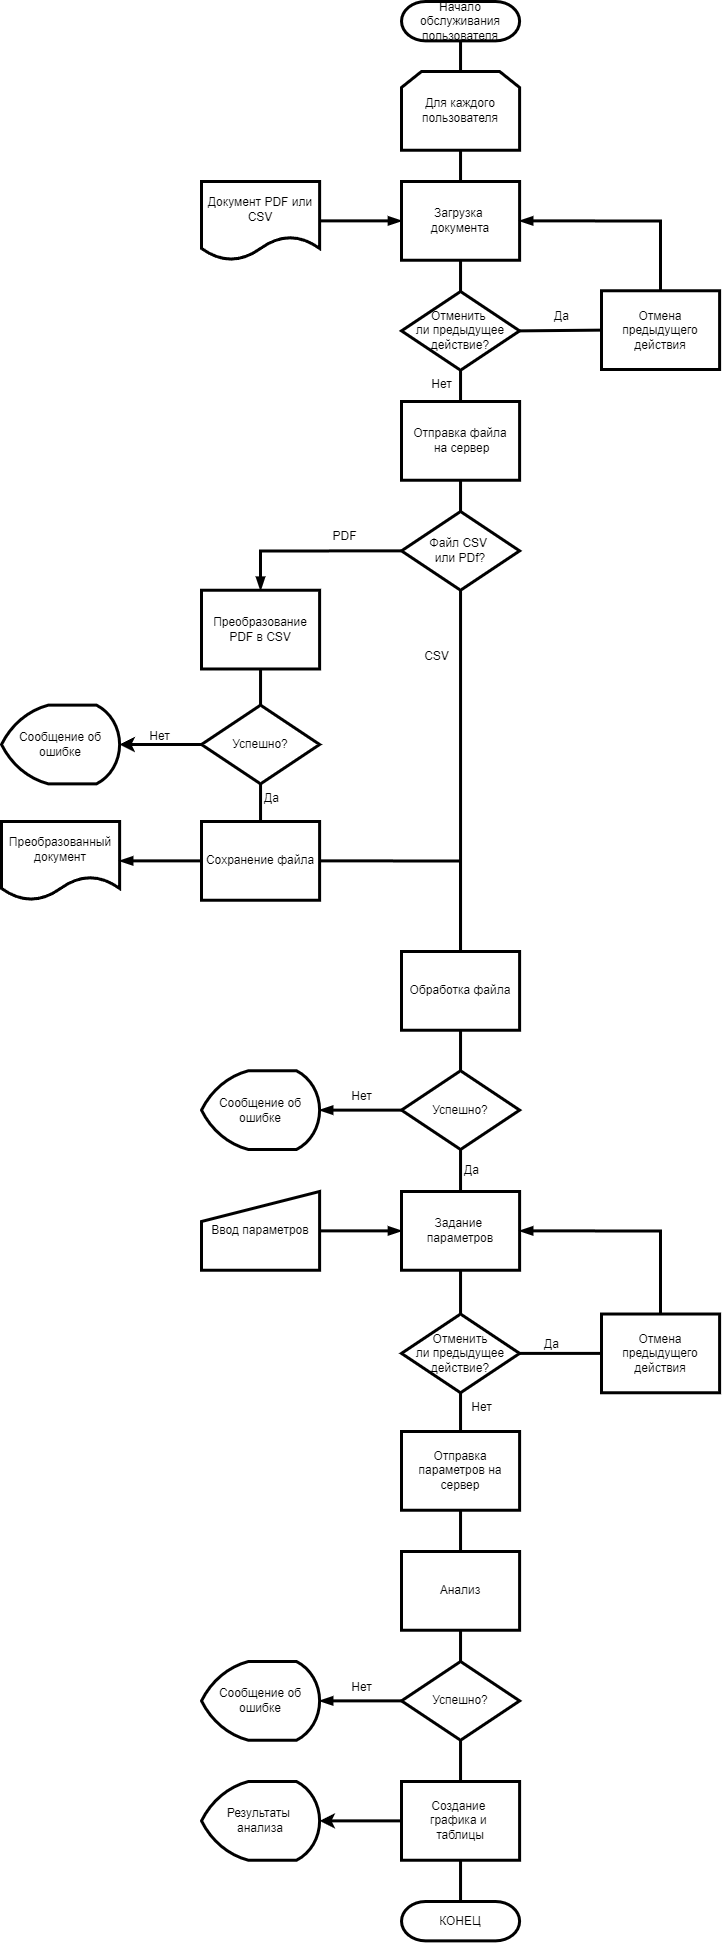 Начало
обслуживания
пользователя
Для каждого
пользователя
Документ PDF или
CSV
Загрузка
документа
Отменить
ли предыдущее
действие?
Да
Отмена
предыдущего
действия
Нет
Отправка файла
на сервер
Файл CSV
или PDf?
PDF
CSV
Преобразование
PDF в CSV
Успешно?
Нет
Сообщение об
ошибке
Да
Сохранение файла
Преобразованный
документ
Обработка файла
Успешно?
Нет
Сообщение об
ошибке
Да
Ввод параметров
Задание
параметров
Отменить
ли предыдущее
действие?
Да
Отмена
предыдущего
действия
Нет
Отправка
параметров на
сервер
Анализ
Успешно?
Нет
Сообщение об
ошибке
Создание
графика и
таблицы
Результаты
анализа
КОНЕЦ